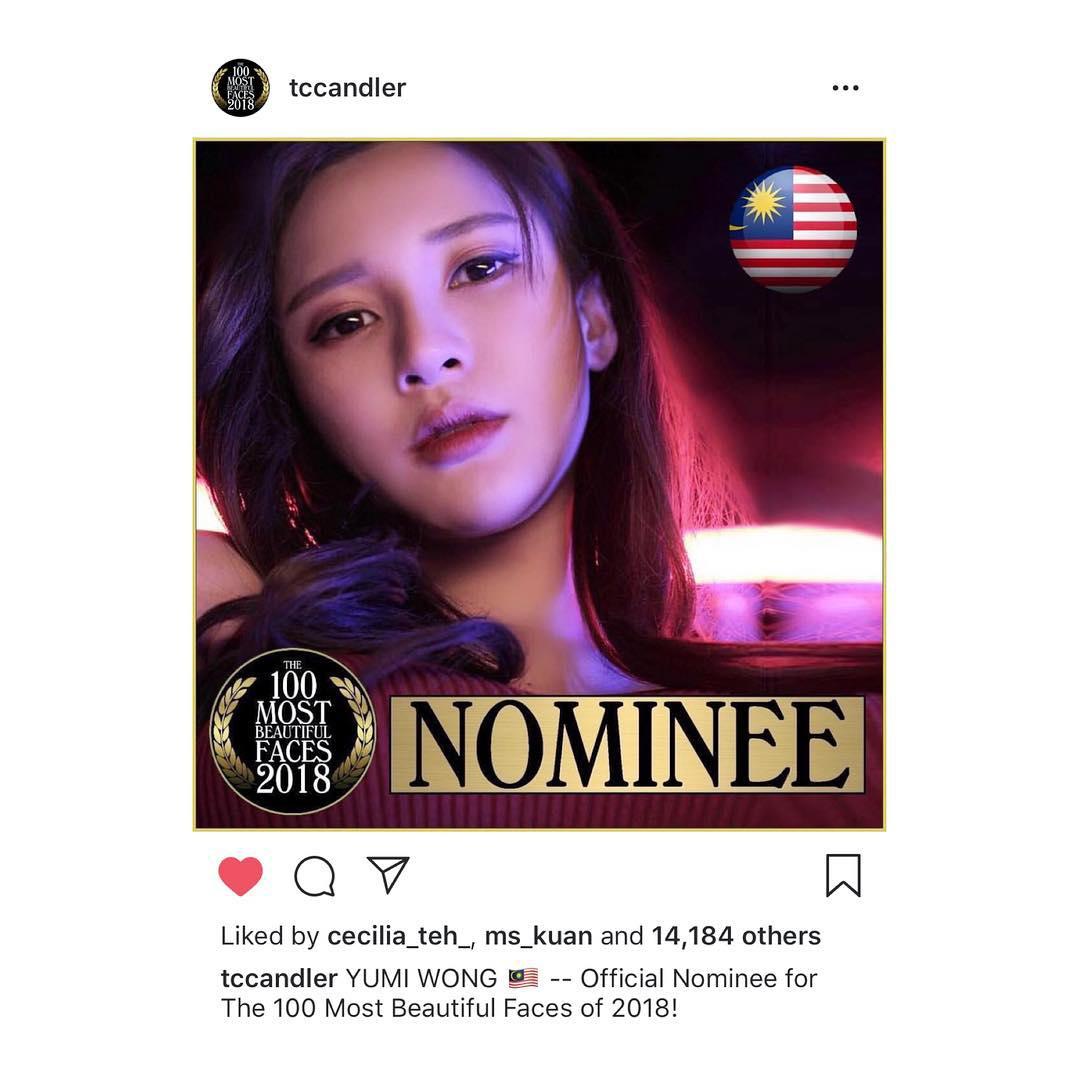 THE
100
MOST
BEAUTIFUL
FACES
2018
tccandler
THE
100
MOST
BEAUTIFUL
FACES
2018
NOMINEE
Liked by cecilia_teh_, ms_kuan and 14,184 others
tccandler YUMI WONG 🇲🇾 -- Official Nominee for
The 100 Most Beautiful Faces of 2018!